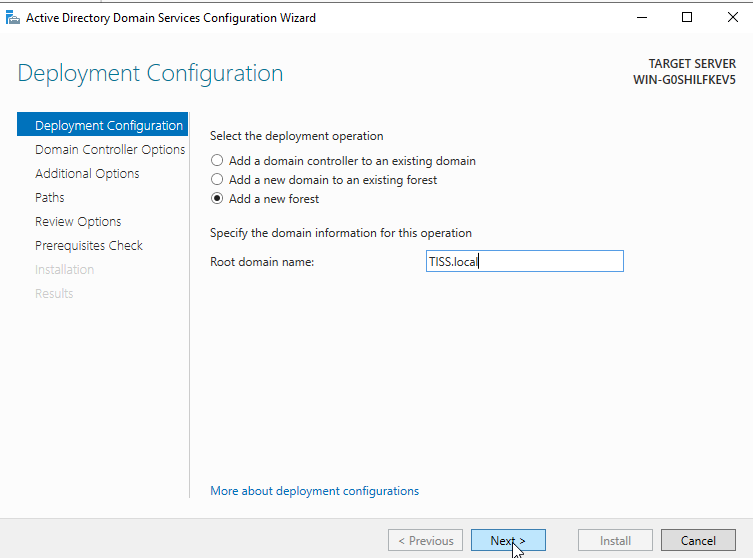 Active Directory Domain Services Configuration Wizard
Deployment Configuration
TARGET SERVER
WIN-G0SHILFKEV5
Deployment Configuration
Domain Controller Options
Additional Options
Paths
Review Options
Prerequisites Check
Installation
Results
Select the deployment operation
Add a domain controller to an existing domain
Add a new domain to an existing forest
Add a new forest
Specify the domain information for this operation
Root domain name:
TISS.local
More about deployment configurations
< Previous
Next >
Install
Cancel